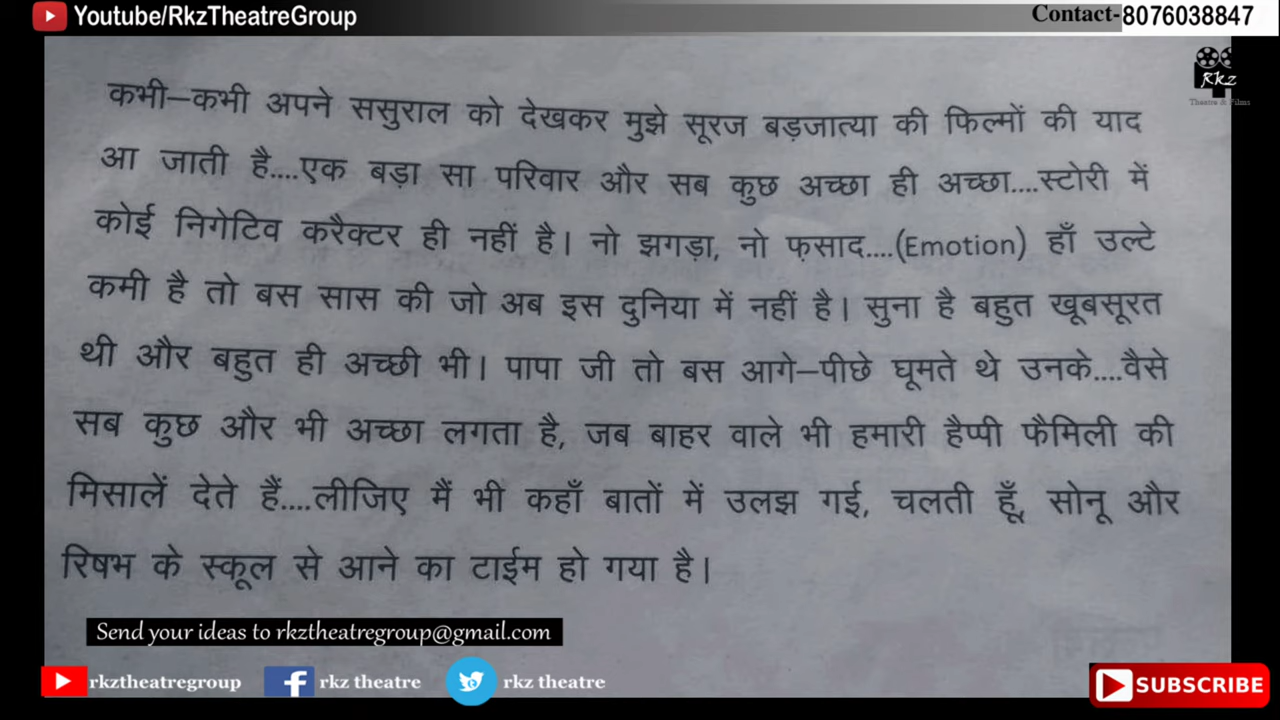 Youtube/RkzTheatreGroup
Contact-8076038847
Rkz
Theatre & Films
कभी–कभी अपने ससुराल को देखकर मुझे सूरज बड़जात्या की फिल्मों की याद
आ जाती है....एक बड़ा सा परिवार और सब कुछ अच्छा ही अच्छा....स्टोरी में
कोई निगेटिव करैक्टर ही नहीं है। नो झगड़ा, नो फ़साद....(Emotion) हाँ उल्टे
कमी है तो बस सास की जो अब इस दुनिया में नहीं है। सुना है बहुत खूबसूरत
थी और बहुत ही अच्छी भी। पापा जी तो बस आगे–पीछे घूमते थे उनके....वैसे
सब कुछ और भी अच्छा लगता है, जब बाहर वाले भी हमारी हैप्पी फैमिली की
मिसालें देते हैं....लीजिए मैं भी कहाँ बातों में उलझ गई, चलती हूँ, सोनू और
रिषभ के स्कूल से आने का टाईम हो गया है।
Send your ideas to rkztheatregroup@gmail.com
rkztheatregroup
rkz theatre
rkz theatre
SUBSCRIBE